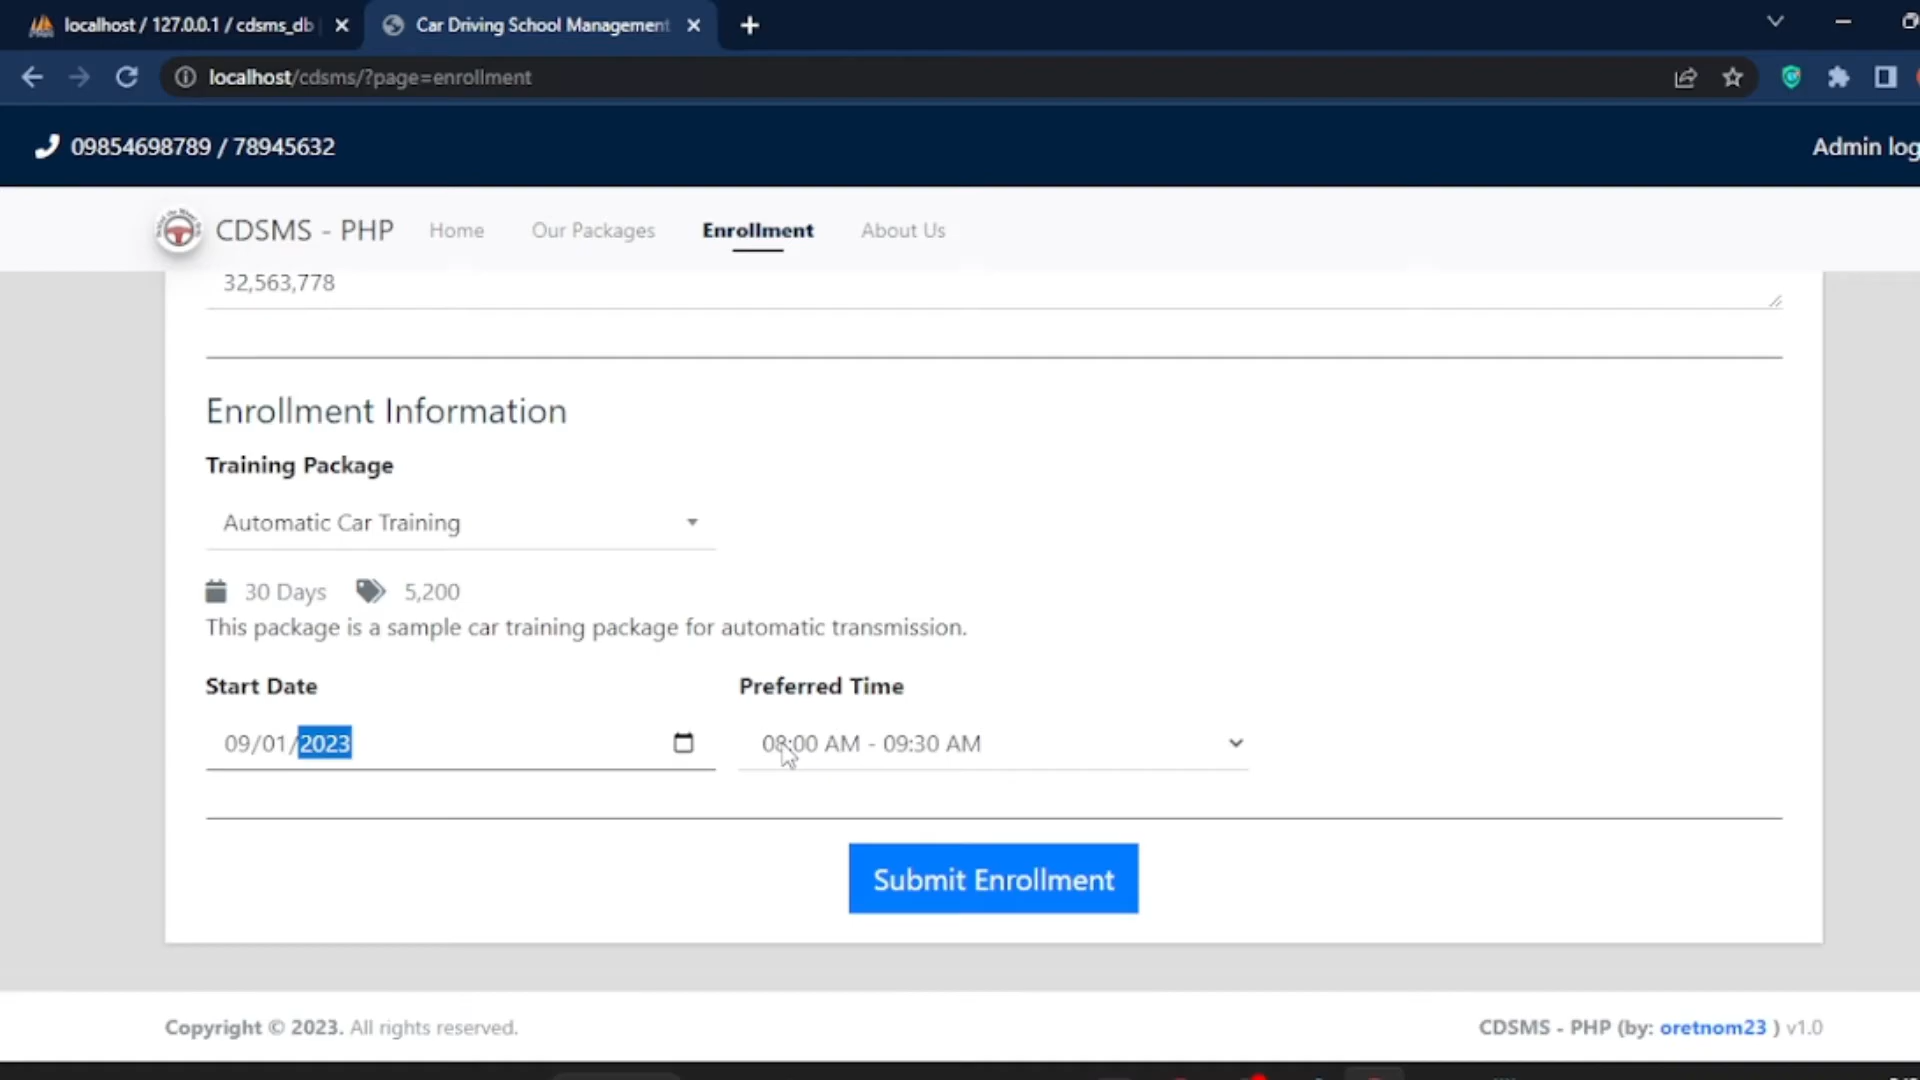 localhost / 127.0.0.1 / cdsms_db
Car Driving School Management
localhost/cdsms/?page=enrollment
09854698789 / 78945632
Admin log
CDSMS - PHP
Home
Our Packages
Enrollment
About Us
32,563,778
Enrollment Information
Training Package
Automatic Car Training
30 Days
5,200
This package is a sample car training package for automatic transmission.
Start Date
Preferred Time
09/01/2023
08:00 AM - 09:30 AM
Submit Enrollment
Copyright © 2023. All rights reserved.
CDSMS - PHP (by: oretnom23 ) v1.0